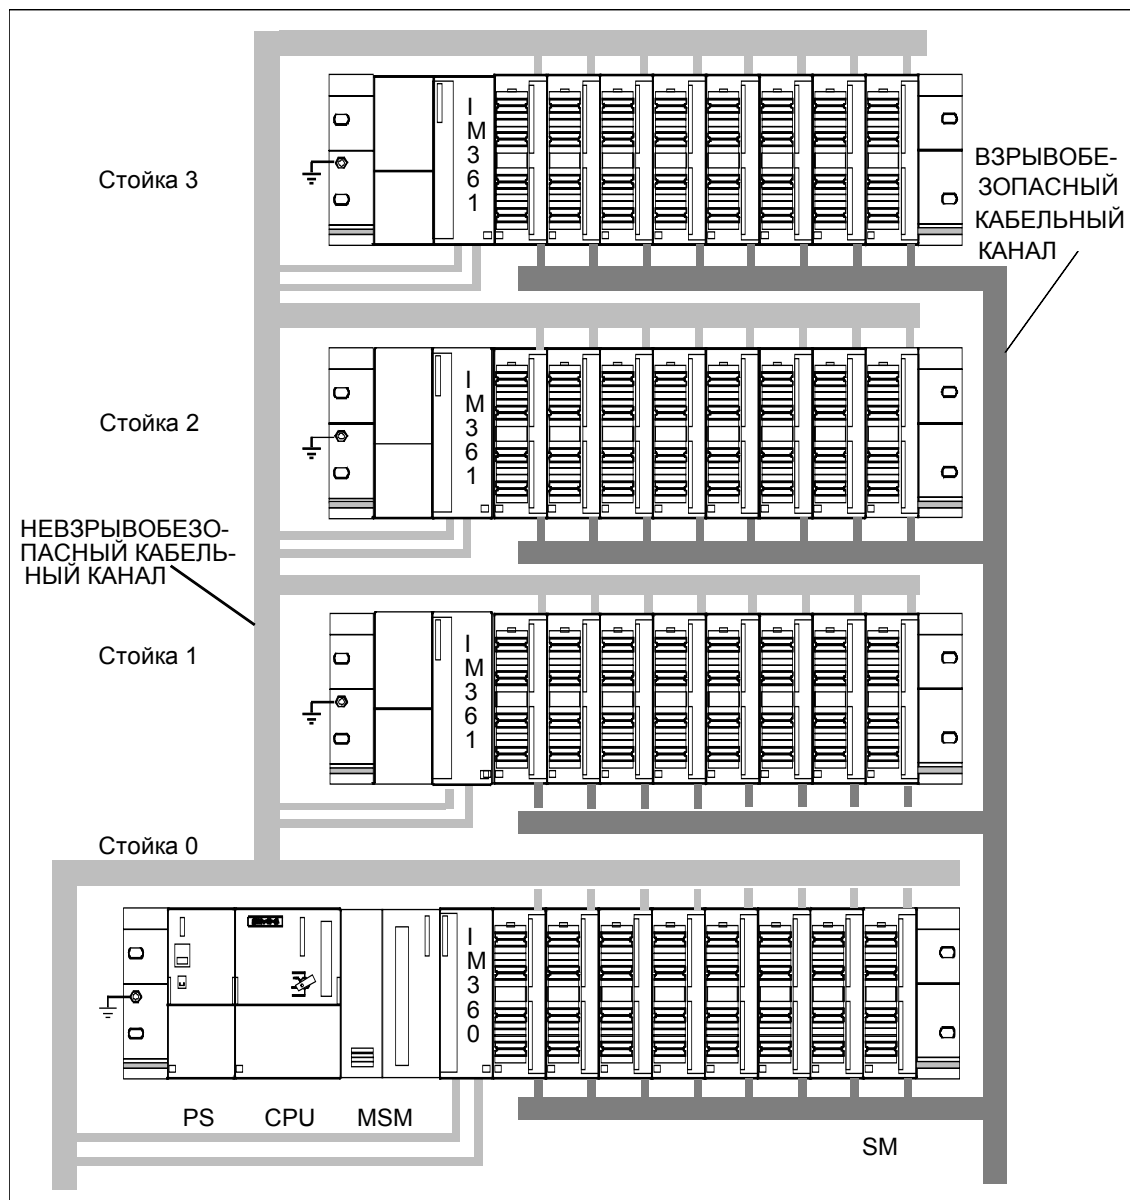 Стойка 3
I
M
3
6
1
ВЗРЫВОБЕ-
ЗОПАСНЫЙ
КАБЕЛЬНЫЙ
КАНАЛ
Стойка 2
I
M
3
6
1
НЕВЗРЫВОБЕЗО-
ПАСНЫЙ КАБЕЛЬ-
НЫЙ КАНАЛ
Стойка 1
I
M
3
6
1
Стойка 0
I
M
3
6
0
PS
CPU
MSM
SM